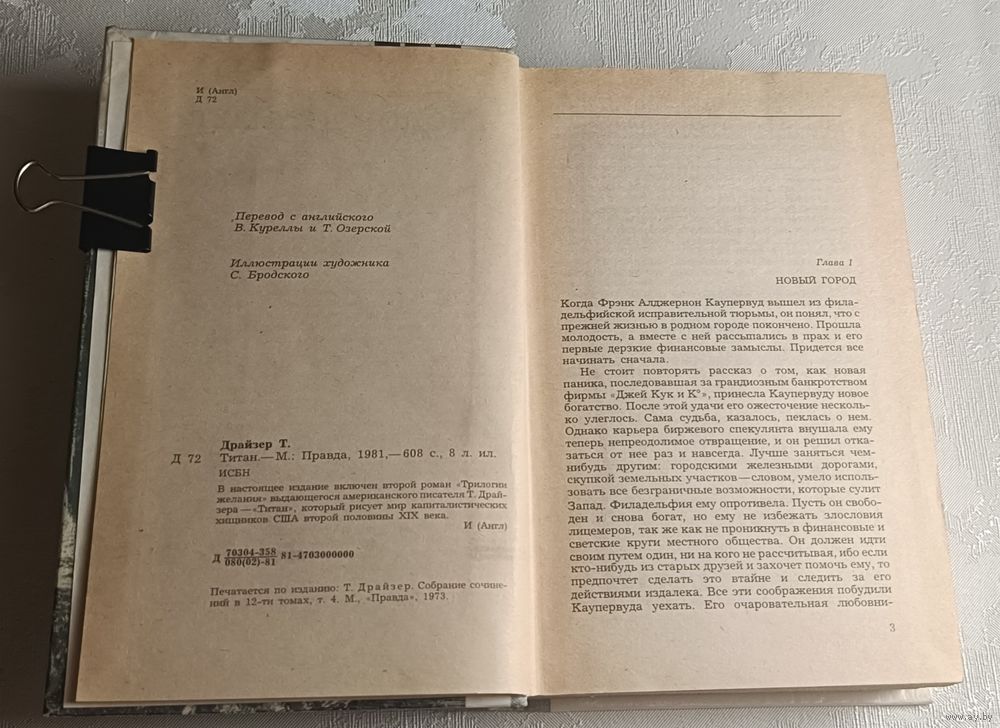 И (Англ)
Д 72
Перевод с английского
В. Куреллы и Т. Озерской
Иллюстрации художника
С. Бродского
Драйзер Т.
Д 72 Титан.— М.: Правда, 1981,— 608 с., 8 л. ил.
ИСБН
В настоящее издание включен второй роман «Трилогии
желания» выдающегося американского писателя Т. Драй-
зера — «Титан», который рисует мир капиталистических
хищников США второй половины XIX века.
И (Англ)
Д 70304-358 81-4703000000
080(02)-81
Печатается по изданию: Т. Драйзер. Собрание сочине-
ний в 12-ти томах, т. 4. М., «Правда», 1973.
Глава 1
НОВЫЙ ГОРОД
Когда Фрэнк Алджернон Каупервуд вышел из фила-
дельфийской исправительной тюрьмы, он понял, что с
прежней жизнью в родном городе покончено. Прошла
молодость, а вместе с ней рассыпались в прах и его
первые дерзкие финансовые замыслы. Придется все
начинать сначала.
Не стоит повторять рассказ о том, как новая
паника, последовавшая за грандиозным банкротством
фирмы «Джей Кук и К°», принесла Каупервуду новое
богатство. После этой удачи его ожесточение несколь-
ко улеглось. Сама судьба, казалось, пеклась о нем.
Однако карьера биржевого спекулянта внушала ему
теперь непреодолимое отвращение, и он решил отка-
заться от нее раз и навсегда. Лучше заняться чем-
нибудь другим: городскими железными дорогами,
скупкой земельных участков — словом, умело исполь-
зовать все безграничные возможности, которые сулит
Запад. Филадельфия ему опротивела. Пусть он свобо-
ден и снова богат, но ему не избежать злословия
лицемеров, так же как не проникнуть в финансовые и
светские круги местного общества. Он должен идти
своим путем один, ни на кого не рассчитывая, ибо если
кто-нибудь из старых друзей и захочет помочь ему, то
предпочтет сделать это втайне и следить за его
действиями издалека. Все эти соображения побудили
Каупервуда уехать. Его очаровательная любовни-
3
www.ay.by